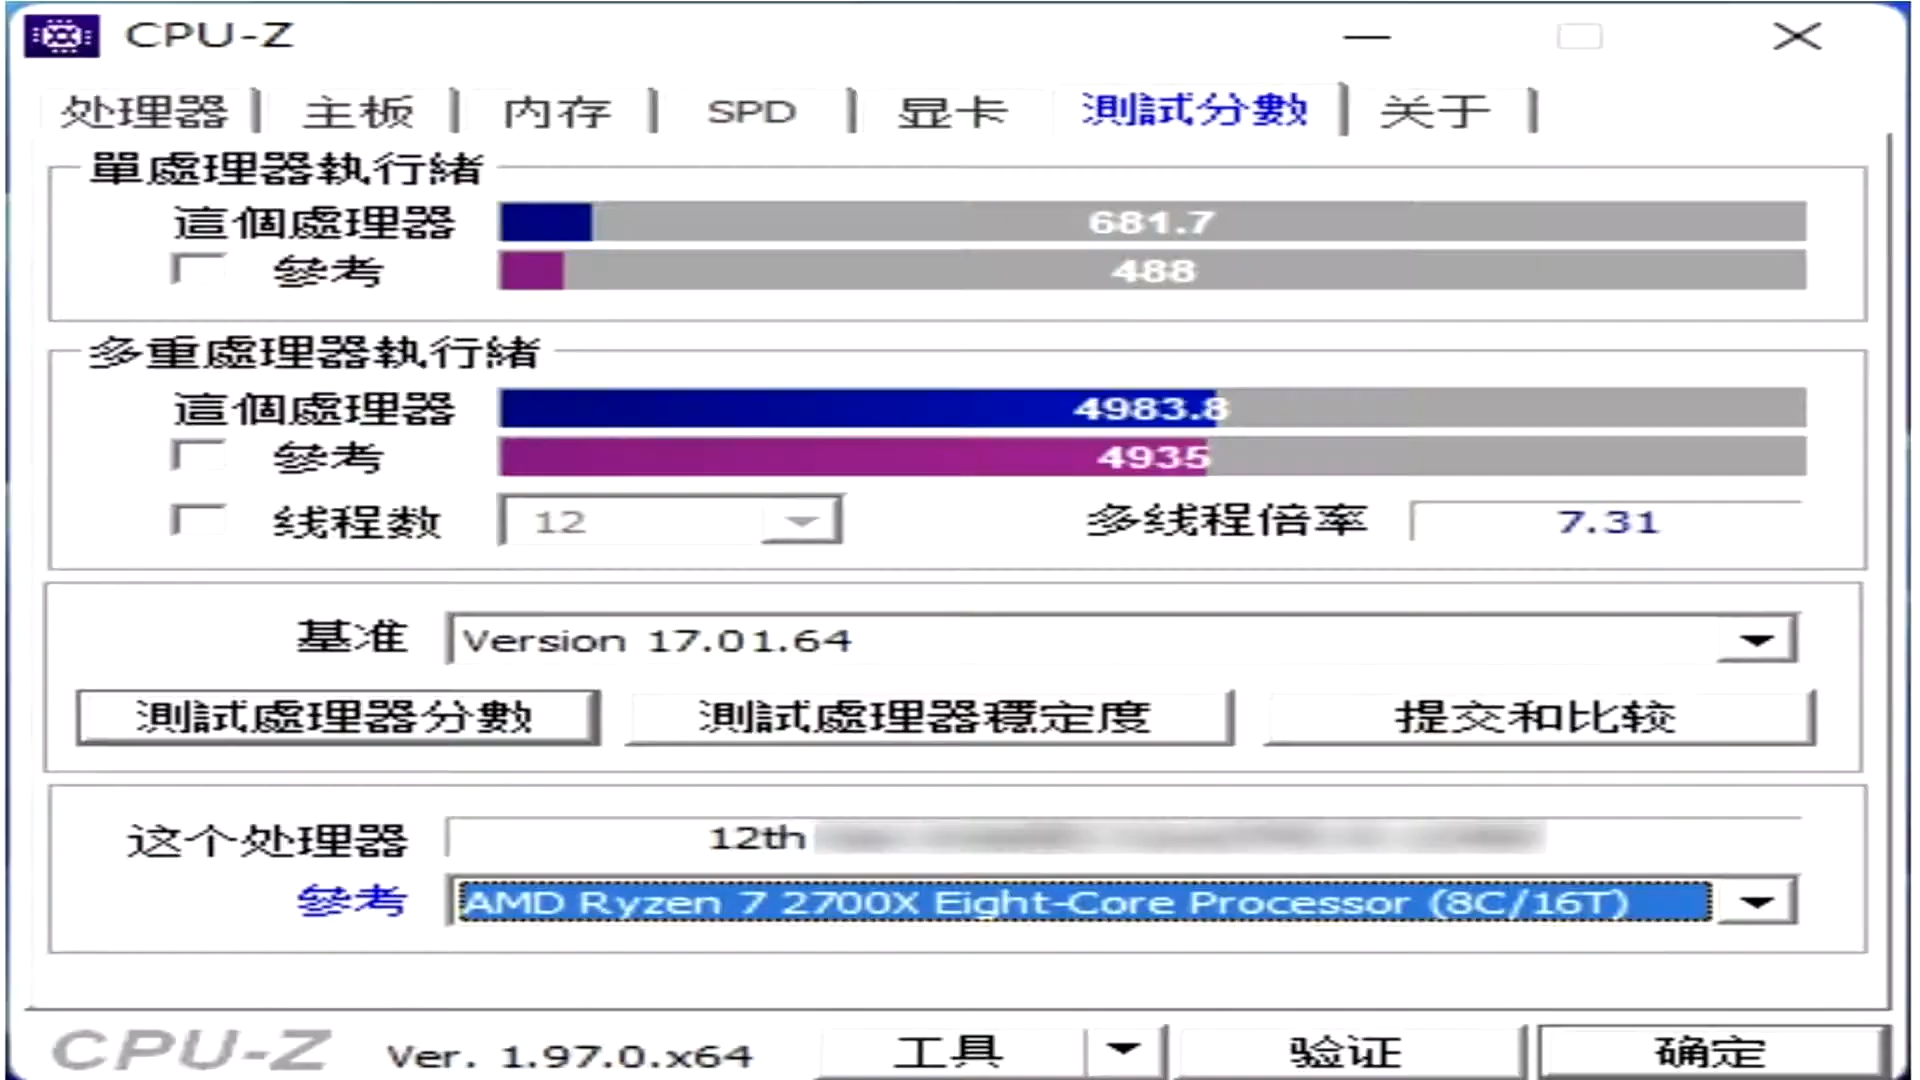 CPU-Z
处理器 主板 内存 SPD 显卡 測試分數 关于
單處理器執行緒
這個處理器 681.7
參考 488
多重處理器執行緒
這個處理器 4983.8
參考 4935
线程数 12 多线程倍率 7.31
基准 Version 17.01.64
測試處理器分數 測試處理器穩定度 提交和比较
这个处理器 12th
參考 AMD Ryzen 7 2700X Eight-Core Processor (8C/16T)
CPU-Z Ver. 1.97.0.x64 工具 验证 确定